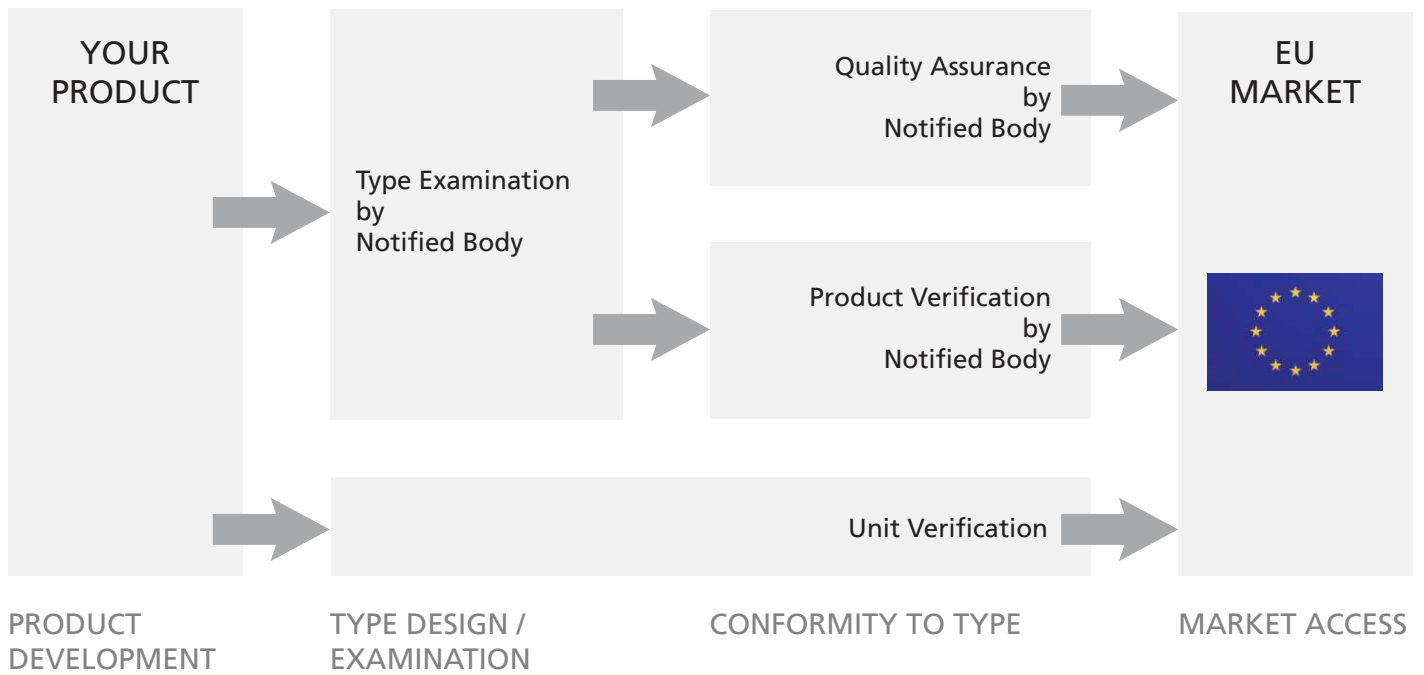 YOUR
PRODUCT
Type Examination
by
Notified Body
Quality Assurance
by
Notified Body
Product Verification
by
Notified Body
Unit Verification
EU
MARKET
PRODUCT
DEVELOPMENT
TYPE DESIGN /
EXAMINATION
CONFORMITY TO TYPE
MARKET ACCESS